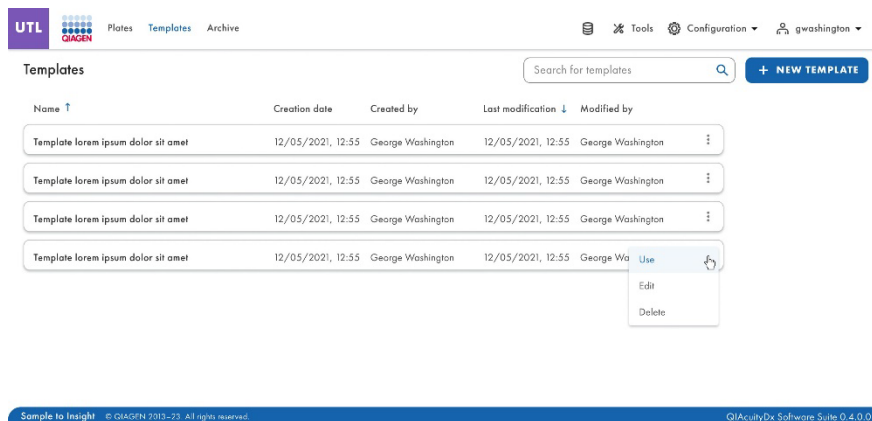 UTL QIAGEN Plates Templates Archive Tools Configuration gwashington
Templates Search for templates + NEW TEMPLATE
Name ↑ Creation date Created by Last modification ↓ Modified by
Template lorem ipsum dolor sit amet 12/05/2021, 12:55 George Washington 12/05/2021, 12:55 George Washington
Template lorem ipsum dolor sit amet 12/05/2021, 12:55 George Washington 12/05/2021, 12:55 George Washington
Template lorem ipsum dolor sit amet 12/05/2021, 12:55 George Washington 12/05/2021, 12:55 George Washington
Template lorem ipsum dolor sit amet 12/05/2021, 12:55 George Washington 12/05/2021, 12:55 George Wa
Use
Edit
Delete
Sample to Insight © QIAGEN 2013–23. All rights reserved. QIAcuityDx Software Suite 0.4.0.0